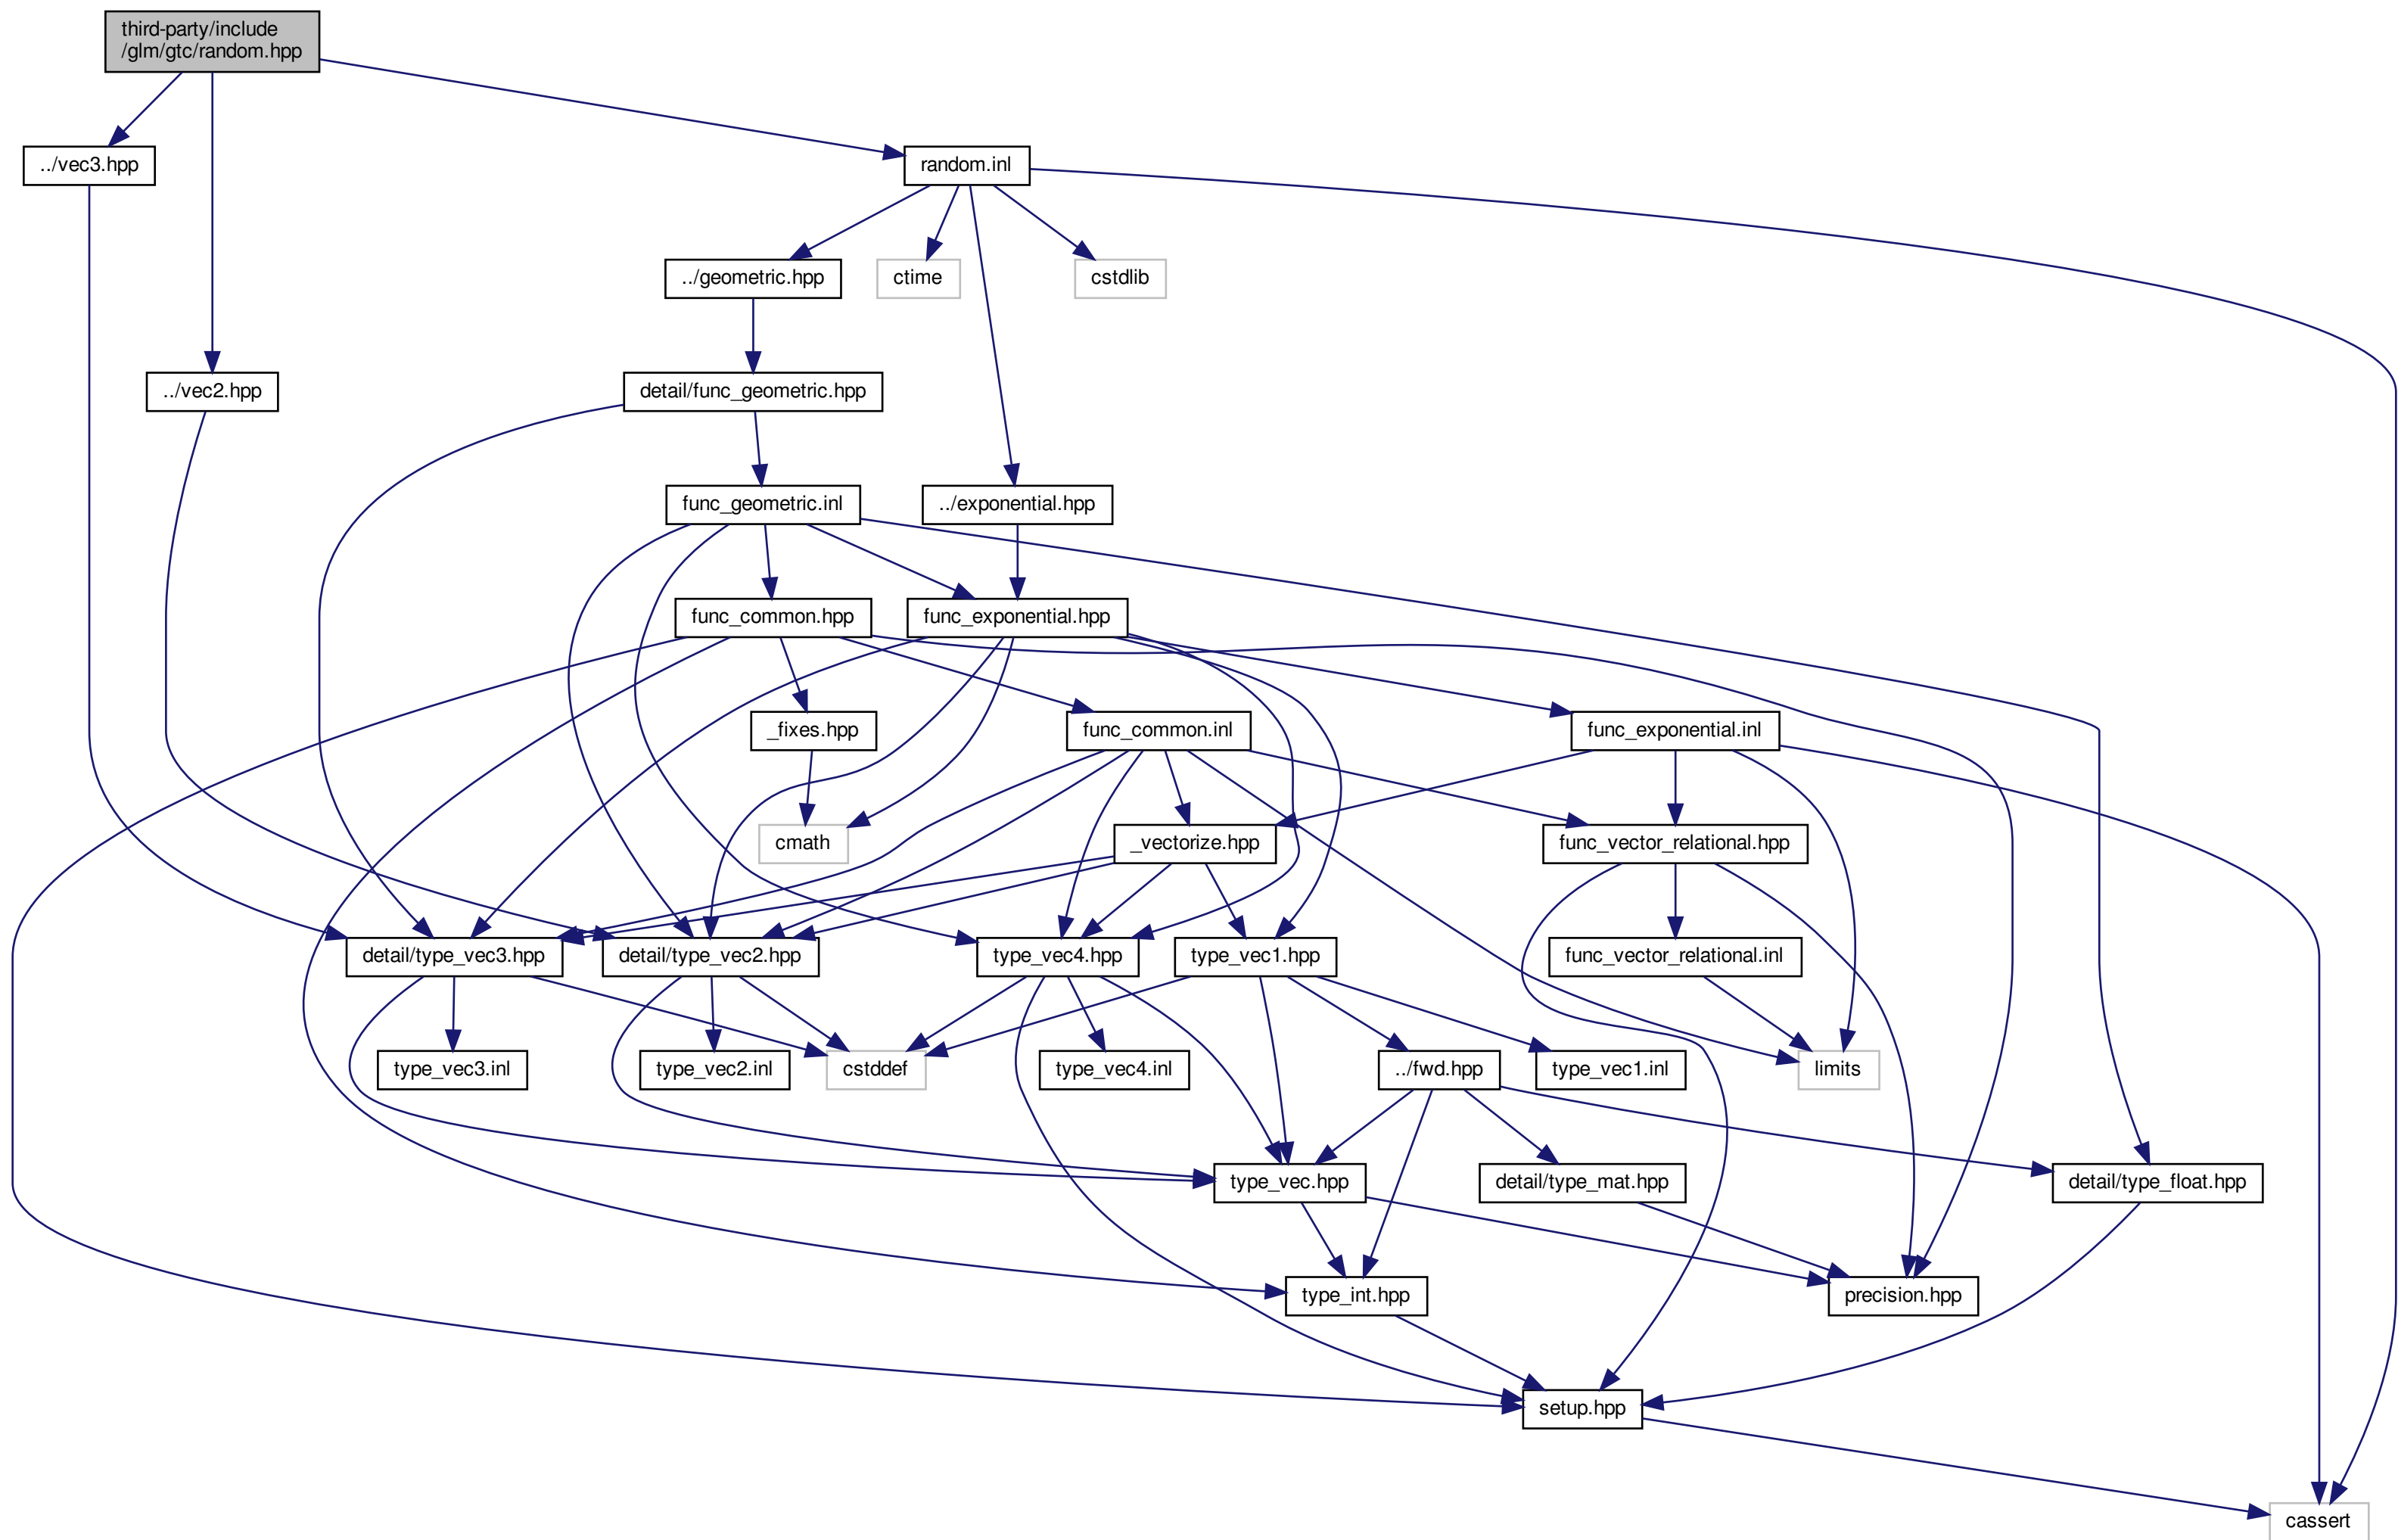 third-party/include
/glm/gtc/random.hpp
../vec3.hpp
random.inl
../geometric.hpp
ctime
cstdlib
../vec2.hpp
detail/func_geometric.hpp
func_geometric.inl
../exponential.hpp
func_common.hpp
func_exponential.hpp
_fixes.hpp
func_common.inl
func_exponential.inl
cmath
_vectorize.hpp
func_vector_relational.hpp
detail/type_vec3.hpp
detail/type_vec2.hpp
type_vec4.hpp
type_vec1.hpp
func_vector_relational.inl
type_vec3.inl
type_vec2.inl
cstddef
type_vec4.inl
../fwd.hpp
type_vec1.inl
limits
type_vec.hpp
detail/type_mat.hpp
detail/type_float.hpp
type_int.hpp
precision.hpp
setup.hpp
cassert